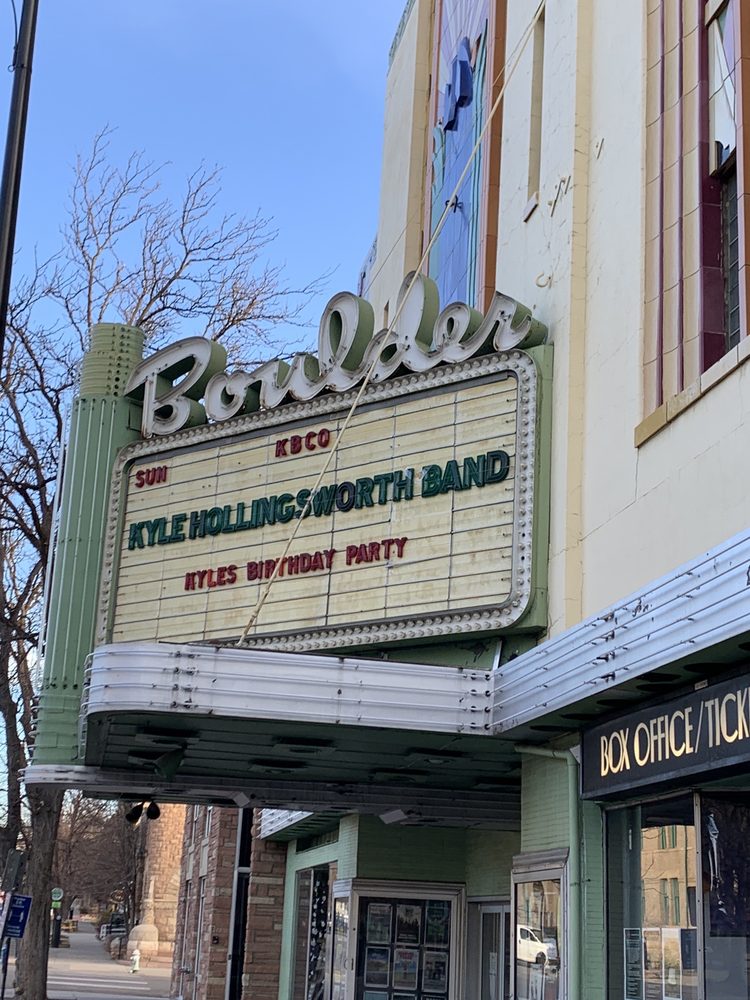 Boulder
KBCO
SUN
KYLE HOLLINGSWORTH BAND
KYLES BIRTHDAY PARTY
BOX OFFICE/TICK